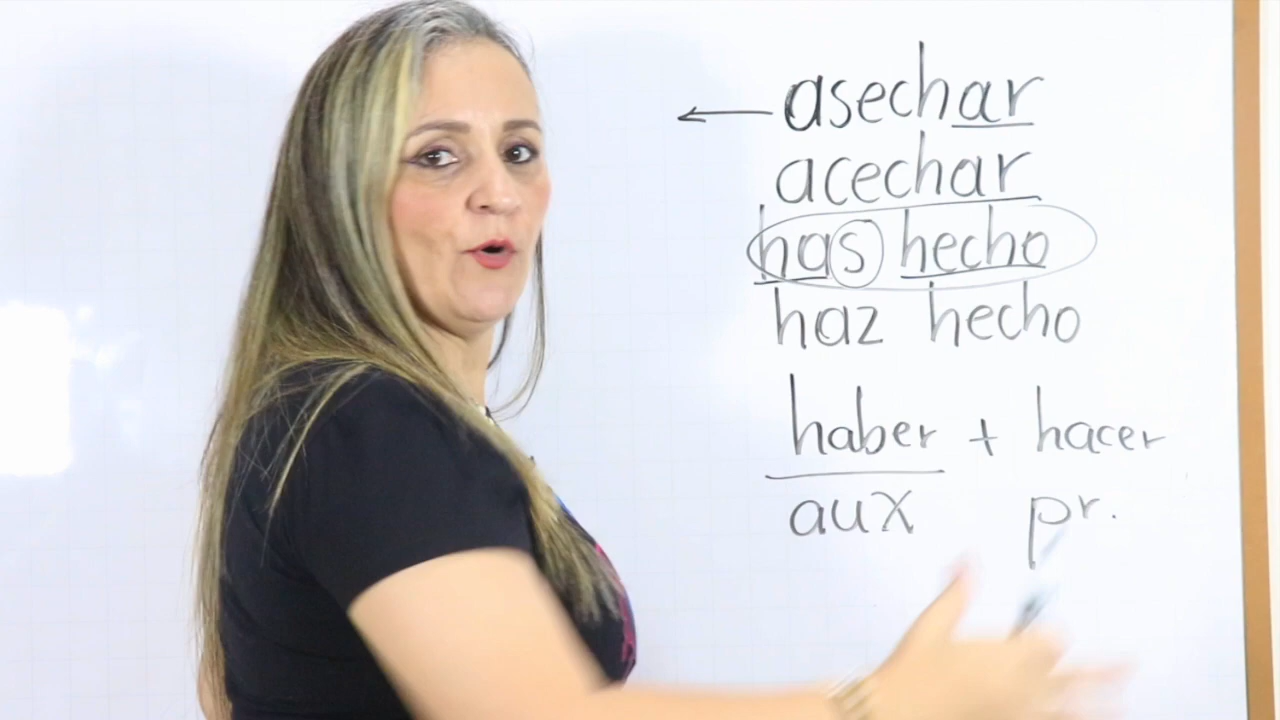 asechar
acechar
has hecho
haz hecho
haber + hacer
aux pr.